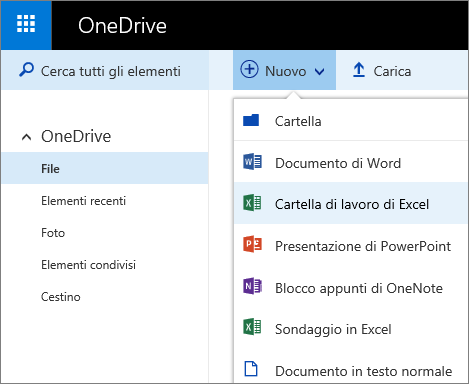 OneDrive
Cerca tutti gli elementi
Nuovo
Carica
OneDrive
File
Elementi recenti
Foto
Elementi condivisi
Cestino
Cartella
Documento di Word
Cartella di lavoro di Excel
Presentazione di PowerPoint
Blocco appunti di OneNote
Sondaggio in Excel
Documento in testo normale